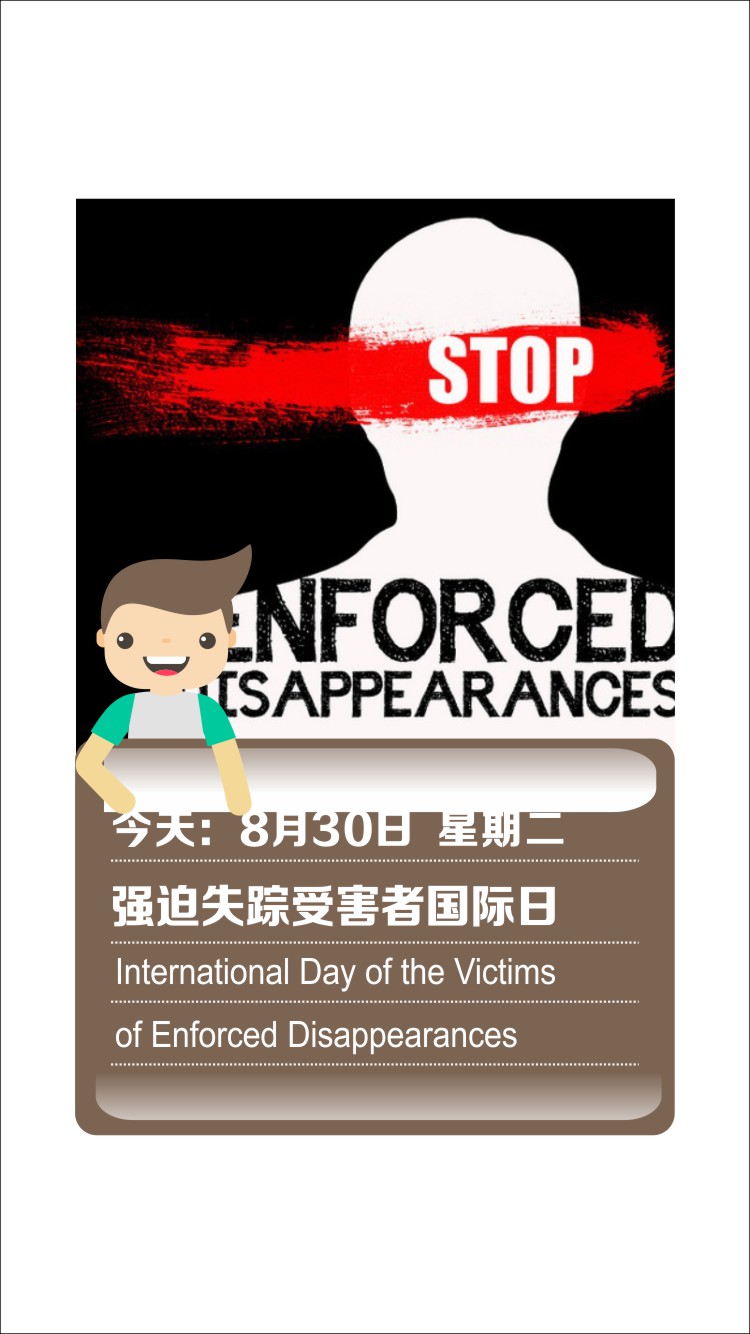 STOP
ENFORCED
DISAPPEARANCES
今天：8月30日 星期二
强迫失踪受害者国际日
International Day of the Victims
of Enforced Disappearances